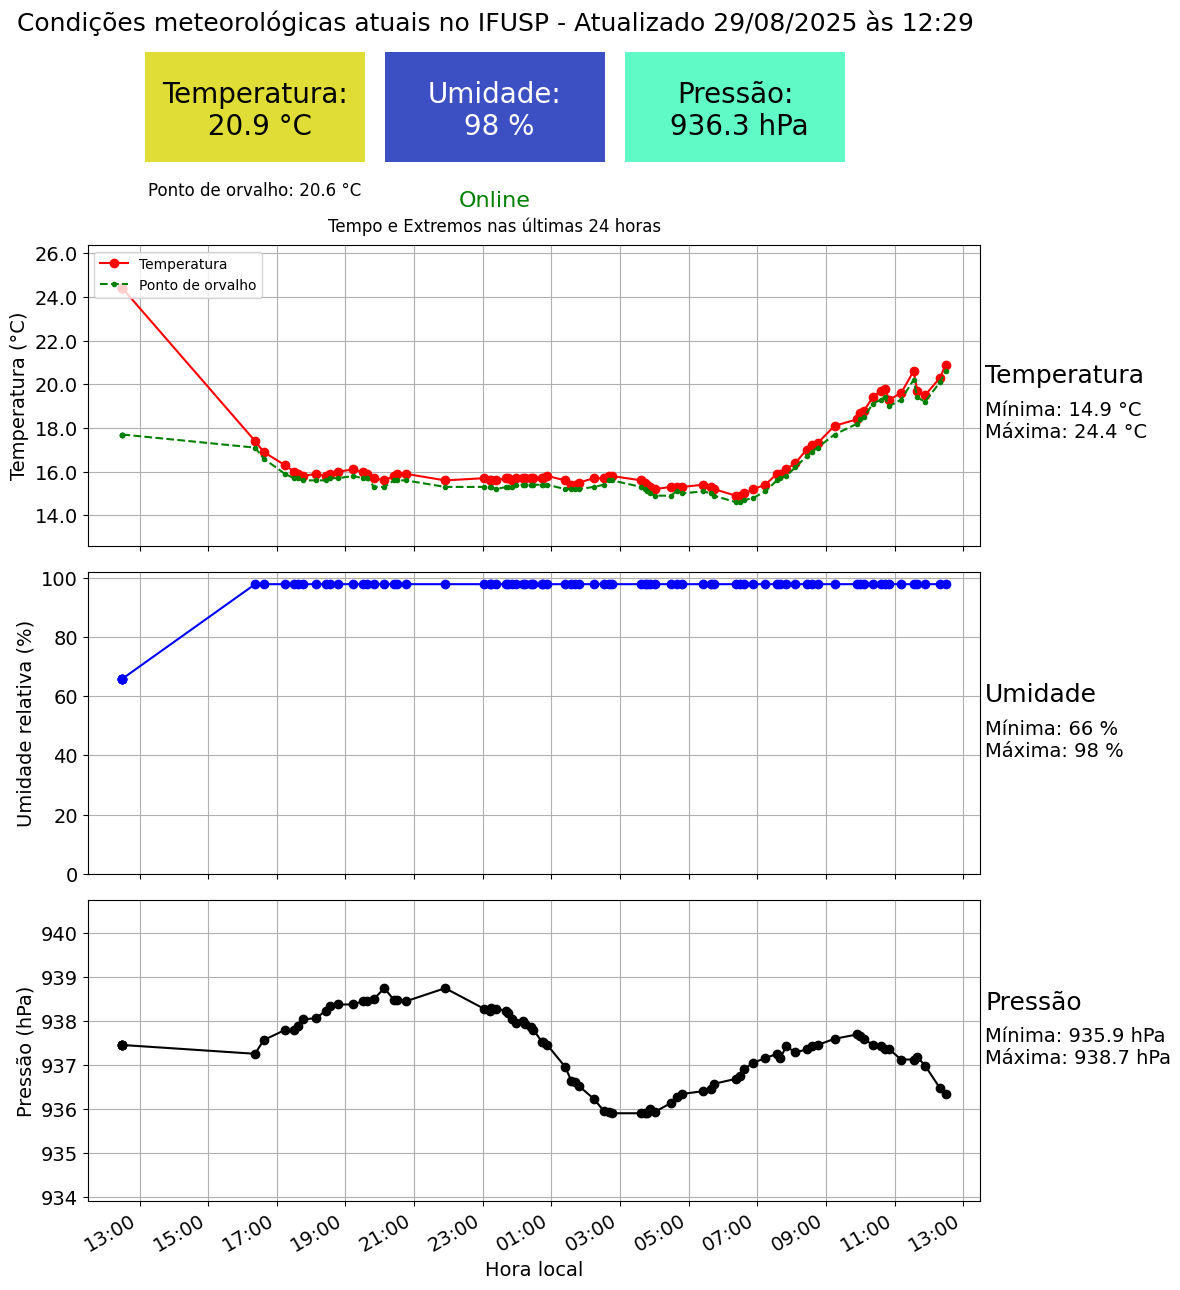 Condições meteorológicas atuais no IFUSP - Atualizado 29/08/2025 às 12:29
Temperatura:
20.9 °C
Umidade:
98 %
Pressão:
936.3 hPa
Ponto de orvalho: 20.6 °C
Online
Tempo e Extremos nas últimas 24 horas
Temperatura (°C)
26.0
24.0
22.0
20.0
18.0
16.0
14.0
Temperatura
Ponto de orvalho
Temperatura
Mínima: 14.9 °C
Máxima: 24.4 °C
Umidade relativa (%)
100
80
60
40
20
0
Umidade
Mínima: 66 %
Máxima: 98 %
Pressão (hPa)
940
939
938
937
936
935
934
Pressão
Mínima: 935.9 hPa
Máxima: 938.7 hPa
13:00 15:00 17:00 19:00 21:00 23:00 01:00 03:00 05:00 07:00 09:00 11:00 13:00
Hora local